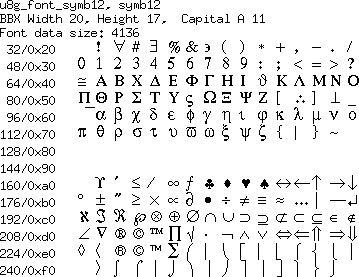 u8g_font_symb12, symb12
BBX Width 20, Height 17, Capital A 11
Font data size: 4136
32/0x20 ! ∀ # ∃ % & ∍ ( ) * + , − . /
48/0x30 0 1 2 3 4 5 6 7 8 9 : ; < = > ?
64/0x40 ≅ Α Β Χ Δ Ε Φ Γ Η Ι ϑ Κ Λ Μ Ν Ο
80/0x50 Π Θ Ρ Σ Τ Υ ς Ω Ξ Ψ Ζ [ ∴ ] ⊥ _
96/0x60 ‾ α β χ δ ε φ γ η ι φ κ λ μ ν ο
112/0x70 π θ ρ σ τ υ ϖ ω ξ ψ ζ { | } ~
128/0x80
144/0x90
160/0xa0 ϒ ′ ≤ ⁄ ∞ ƒ ♣ ♦ ♥ ♠ ↔ ← ↑ → ↓
176/0xb0 ° ± ″ ≥ × ∝ ∂ • ÷ ≠ ≡ ≈ … | — ↵
192/0xc0 ℵ ℑ ℜ ℘ ⊗ ⊕ ∅ ∩ ∪ ⊃ ⊇ ⊄ ⊂ ⊆ ∈ ∉
208/0xd0 ∠ ∇ ® © ™ ∏ √ · ¬ ∧ ∨ ⇔ ⇐ ⇑ ⇒ ⇓
224/0xe0 ◊ 〈 ® © ™ ∑ ⎛ ⎜ ⎝ ⎡ ⎢ ⎣ ⎧ ⎨ ⎩ ⎪
240/0xf0 〉 ∫ ⌠ ⎮ ⌡ ⎞ ⎟ ⎠ ⎤ ⎥ ⎦ ⎫ ⎬ ⎭